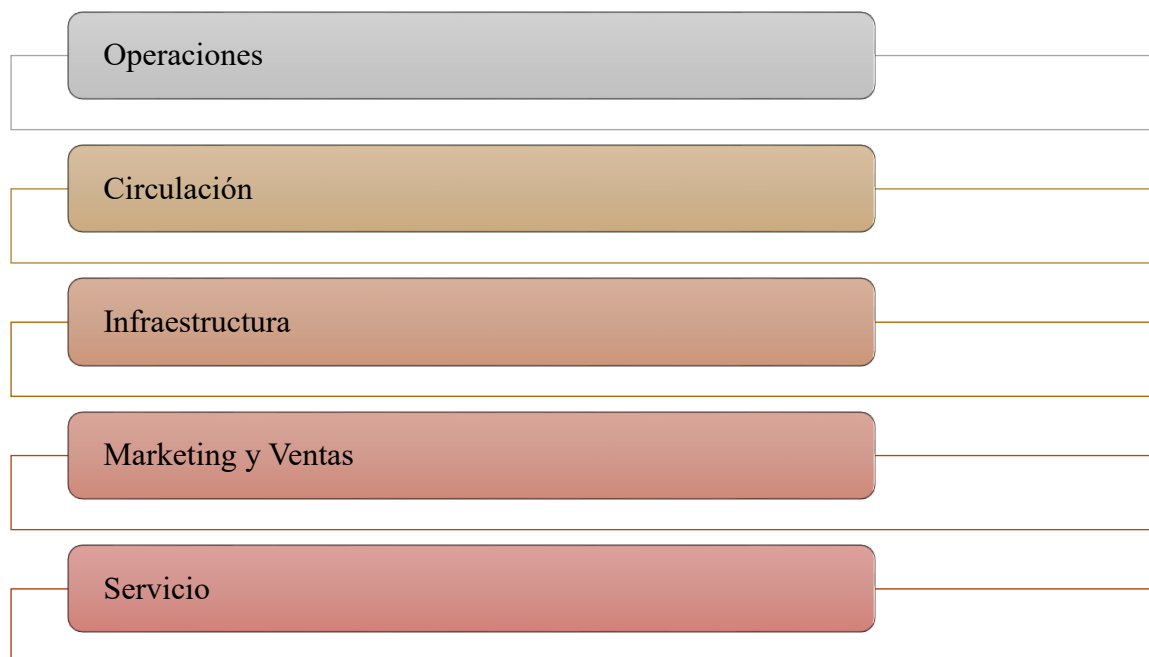 Operaciones
Circulación
Infraestructura
Marketing y Ventas
Servicio